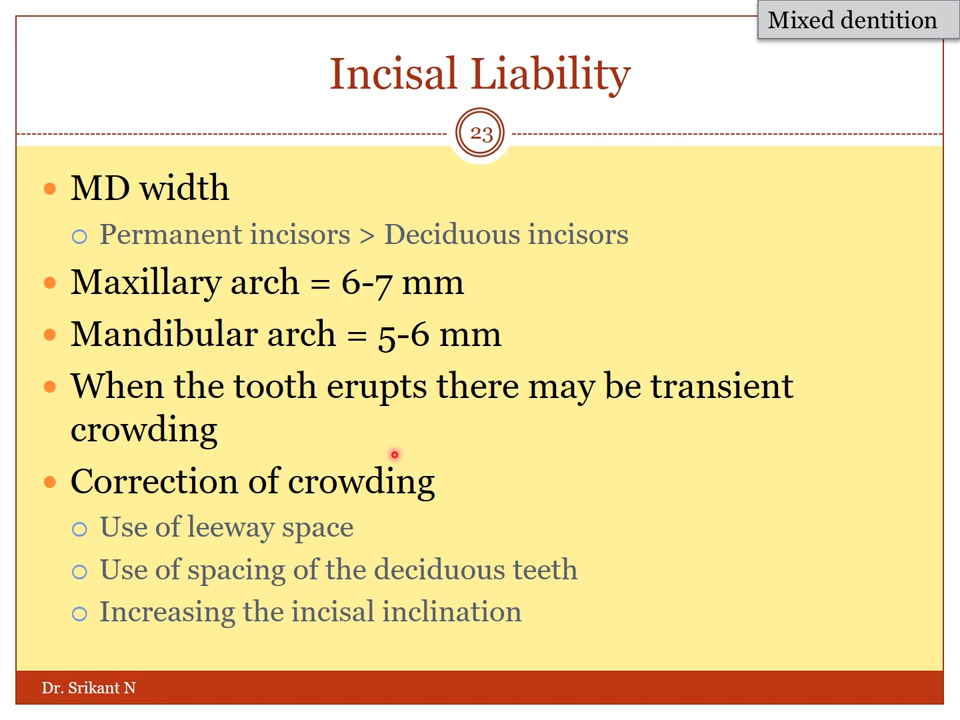 Mixed dentition
Incisal Liability
23
MD width
Permanent incisors > Deciduous incisors
Maxillary arch = 6-7 mm
Mandibular arch = 5-6 mm
When the tooth erupts there may be transient
crowding
Correction of crowding
Use of leeway space
Use of spacing of the deciduous teeth
Increasing the incisal inclination
Dr. Srikant N